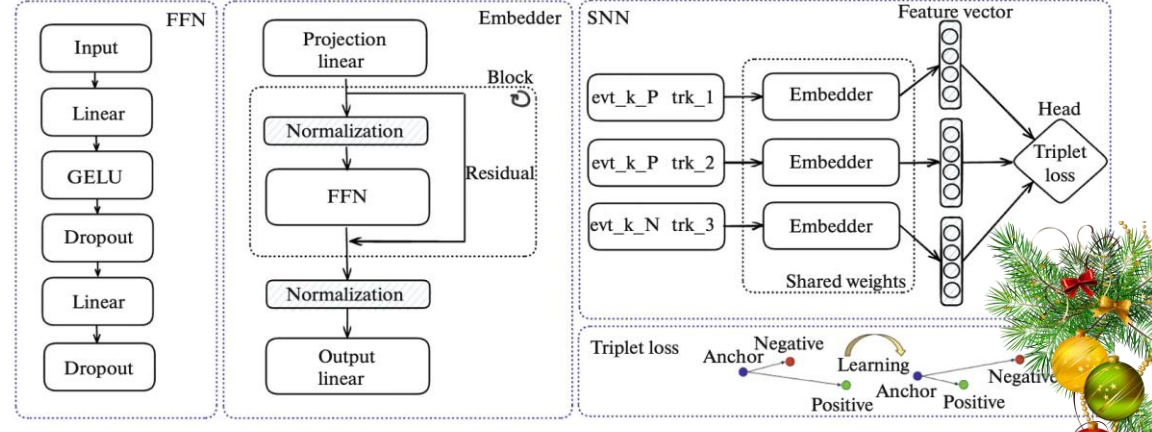 FFN
Input
Linear
GELU
Dropout
Linear
Dropout
Embedder
Projection
linear
Block
Normalization
FFN
Residual
Normalization
Output
linear
SNN
Feature vector
evt_k_P trk_1
Embedder
evt_k_P trk_2
Embedder
evt_k_N trk_3
Embedder
Shared weights
Head
Triplet
loss
Triplet loss
Anchor
Negative
Positive
Learning
Anchor
Negative
Positive